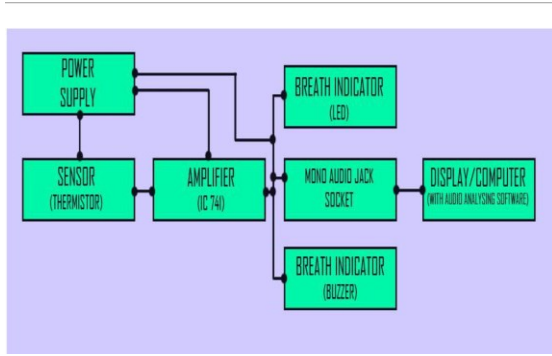 POWER
SUPPLY
BREATH INDICATOR
(LED)
SENSOR
(THERMISTOR)
AMPLIFIER
(IC 741)
MONO AUDIO JACK
SOCKET
DISPLAY/COMPUTER
(WITH AUDIO ANALYSING SOFTWARE)
BREATH INDICATOR
(BUZZER)